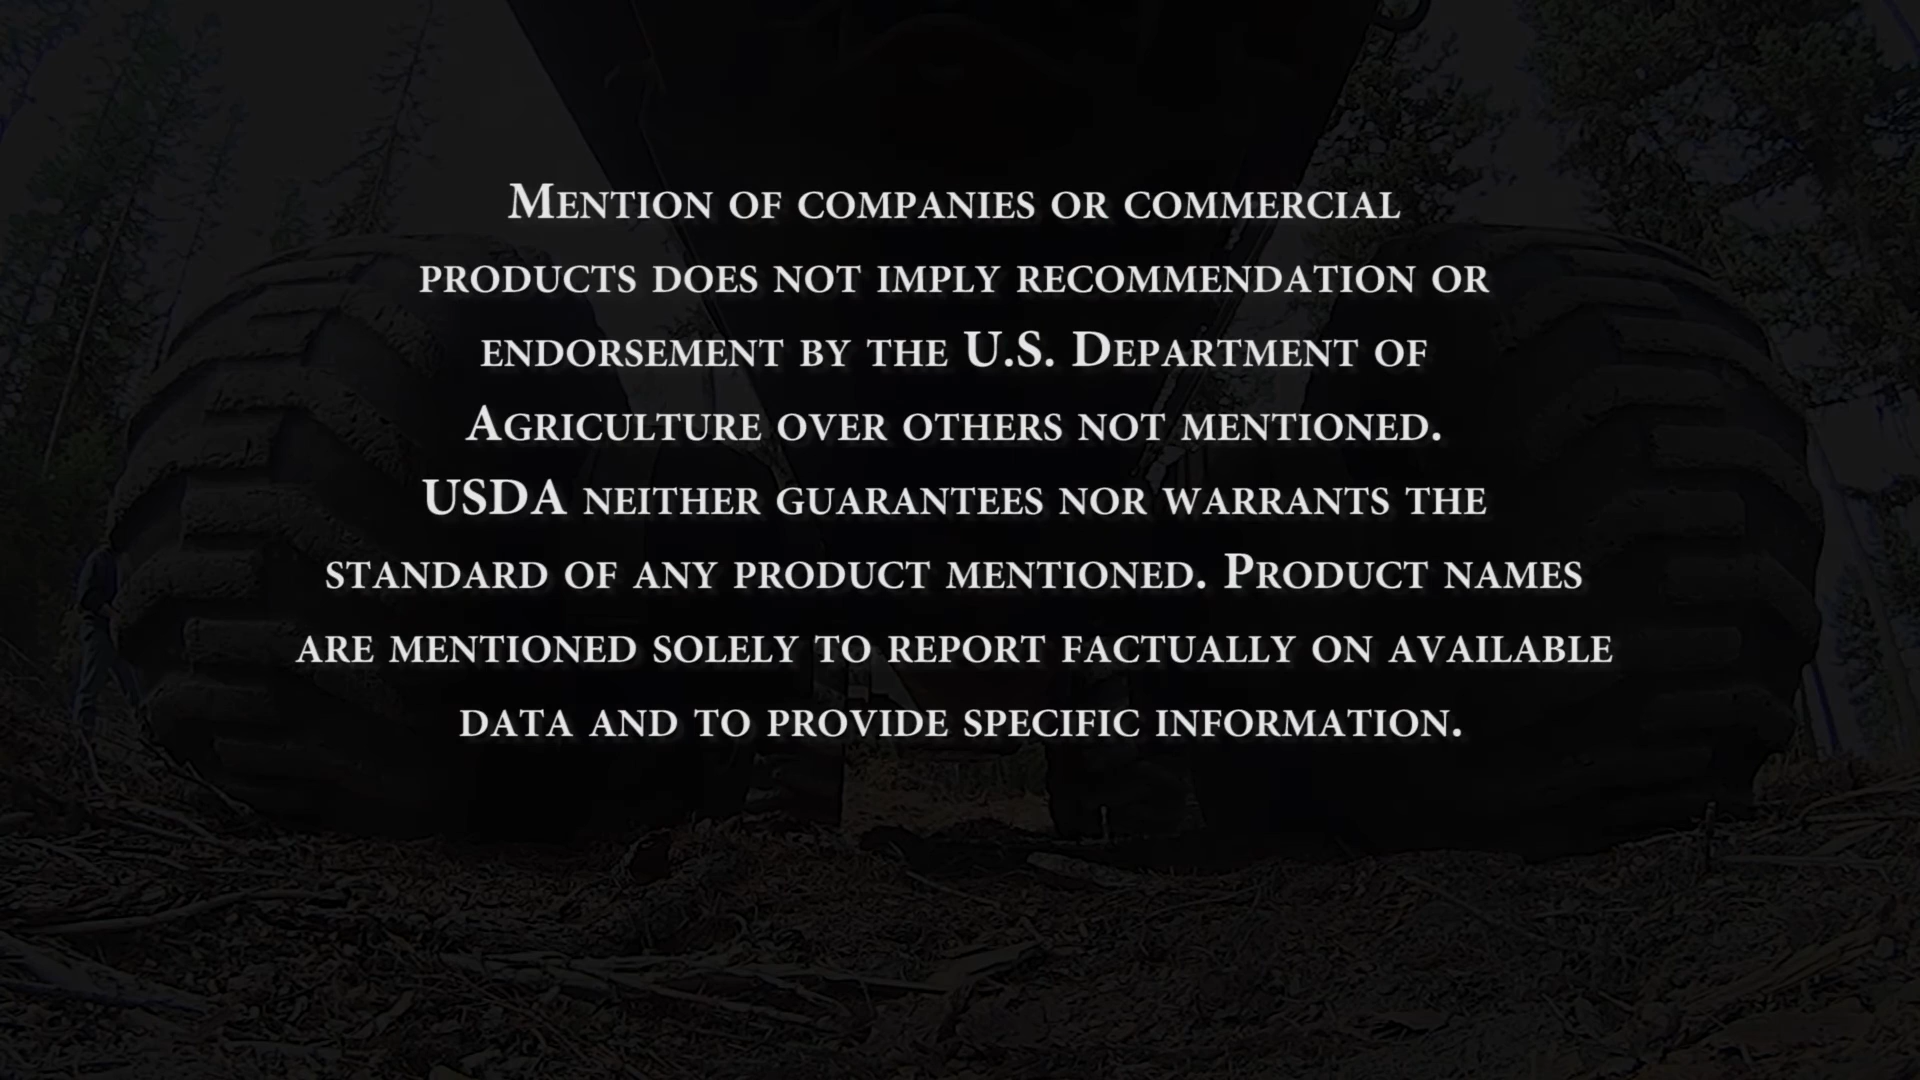 Mention of companies or commercial
products does not imply recommendation or
endorsement by the U.S. Department of
Agriculture over others not mentioned.
USDA neither guarantees nor warrants the
standard of any product mentioned. Product names
are mentioned solely to report factually on available
data and to provide specific information.